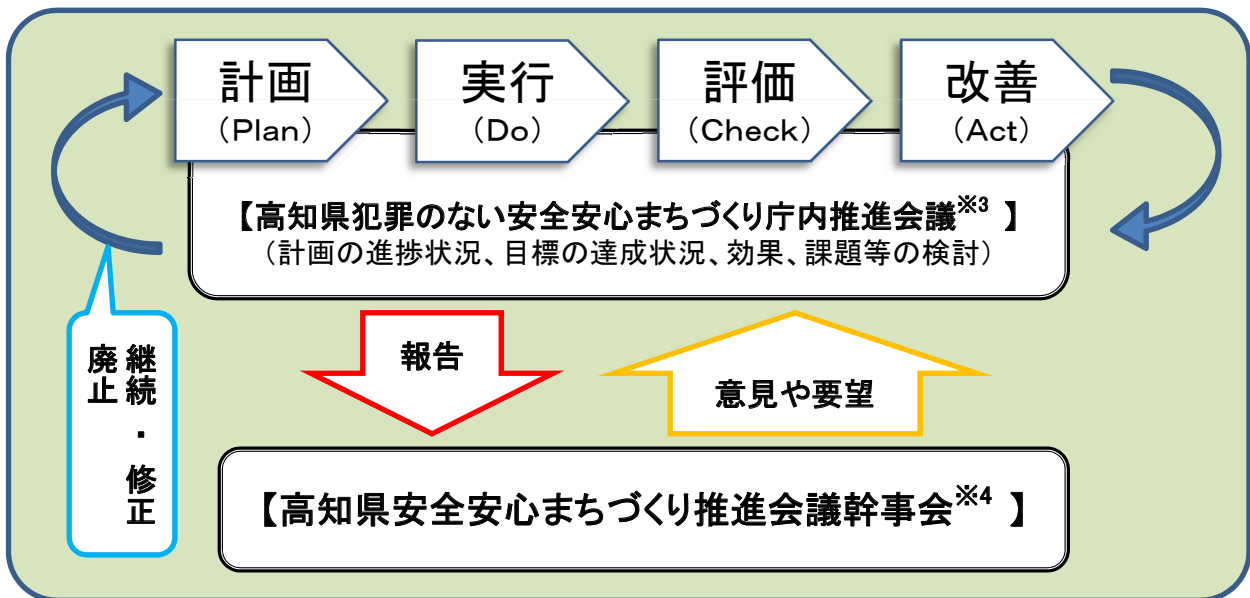 計画
（Plan）
実行
（Do）
評価
（Check）
改善
（Act）
【高知県犯罪のない安全安心まちづくり庁内推進会議※3 】
（計画の進捗状況、目標の達成状況、効果、課題等の検討）
継続・修正
廃止
報告
意見や要望
【高知県安全安心まちづくり推進会議幹事会※4 】